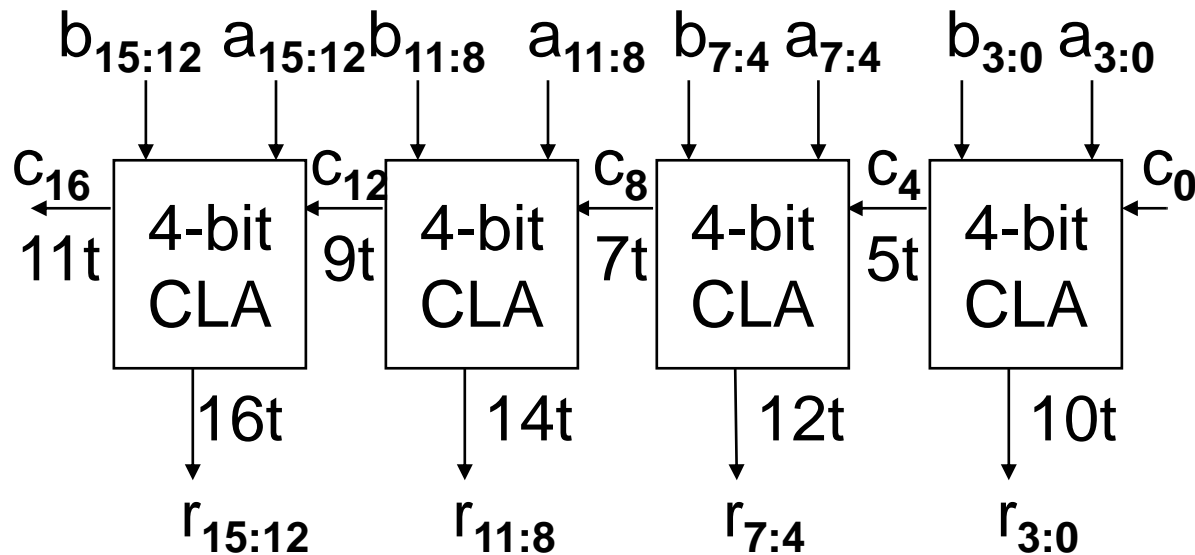 b15:12 a15:12 b11:8 a11:8 b7:4 a7:4 b3:0 a3:0
c16 c12 c8 c4 c0
4-bit 4-bit 4-bit 4-bit
11t 9t 7t 5t
CLA CLA CLA CLA
16t 14t 12t 10t
r15:12 r11:8 r7:4 r3:0